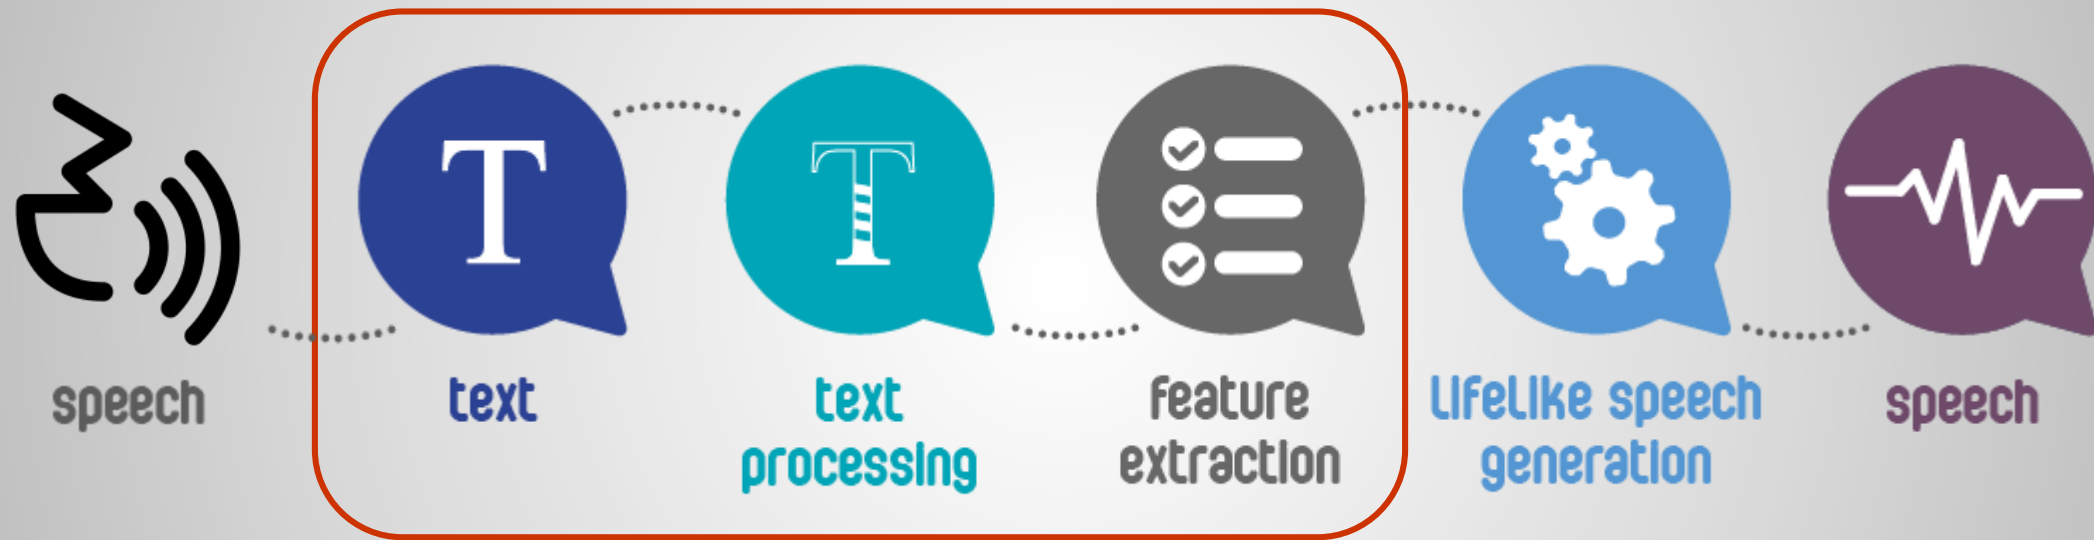 T
T
speech
text
text
processing
feature
extraction
lifelike speech
generation
speech